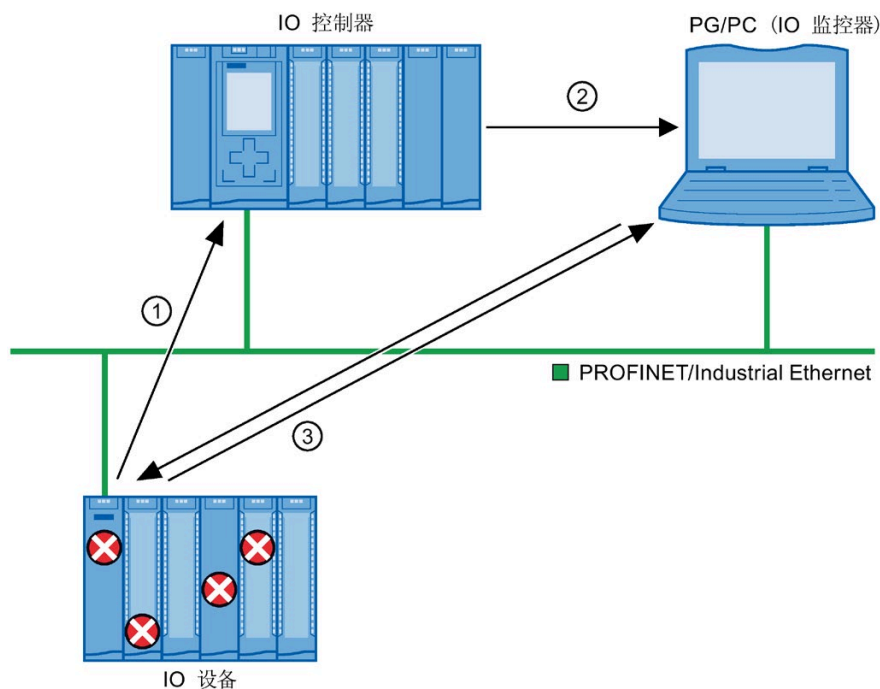 IO 控制器
PG/PC (IO 监控器)
②
①
PROFINET/Industrial Ethernet
③
IO 设备